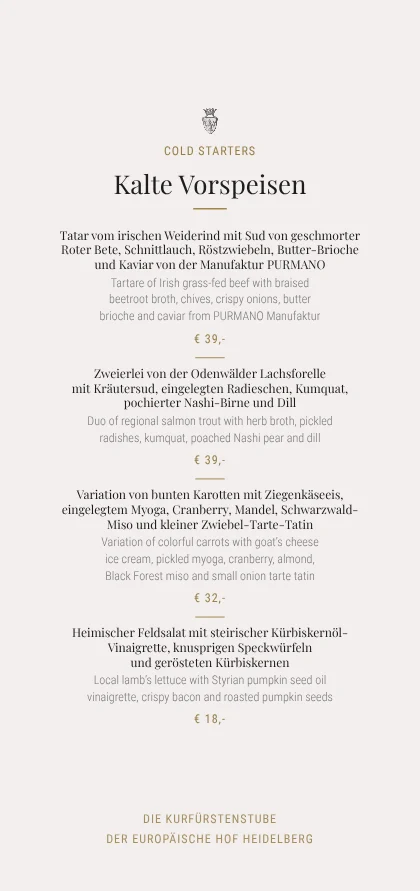 COLD STARTERS
Kalte Vorspeisen
Tatar vom irischen Weiderind mit Sud von geschmorter
Roter Bete, Schnittlauch, Röstzwiebeln, Butter-Brioche
und Kaviar von der Manufaktur PURMANO
Tartare of Irish grass-fed beef with braised
beetroot broth, chives, crispy onions, butter
brioche and caviar from PURMANO Manufaktur
€ 39,-
Zweierlei von der Odenwälder Lachsforelle
mit Kräutersud, eingelegten Radieschen, Kumquat,
pochierter Nashi-Birne und Dill
Duo of regional salmon trout with herb broth, pickled
radishes, kumquat, poached Nashi pear and dill
€ 39,-
Variation von bunten Karotten mit Ziegenkäseeis,
eingelegtem Myoga, Cranberry, Mandel, Schwarzwald-
Miso und kleiner Zwiebel-Tarte-Tatin
Variation of colorful carrots with goat's cheese
ice cream, pickled myoga, cranberry, almond,
Black Forest miso and small onion tarte tatin
€ 32,-
Heimischer Feldsalat mit steirischer Kürbiskernöl-
Vinaigrette, knusprigen Speckwürfeln
und gerösteten Kürbiskernen
Local lamb's lettuce with Styrian pumpkin seed oil
vinaigrette, crispy bacon and roasted pumpkin seeds
€ 18,-
DIE KURFÜRSTENSTUBE
DER EUROPÄISCHE HOF HEIDELBERG